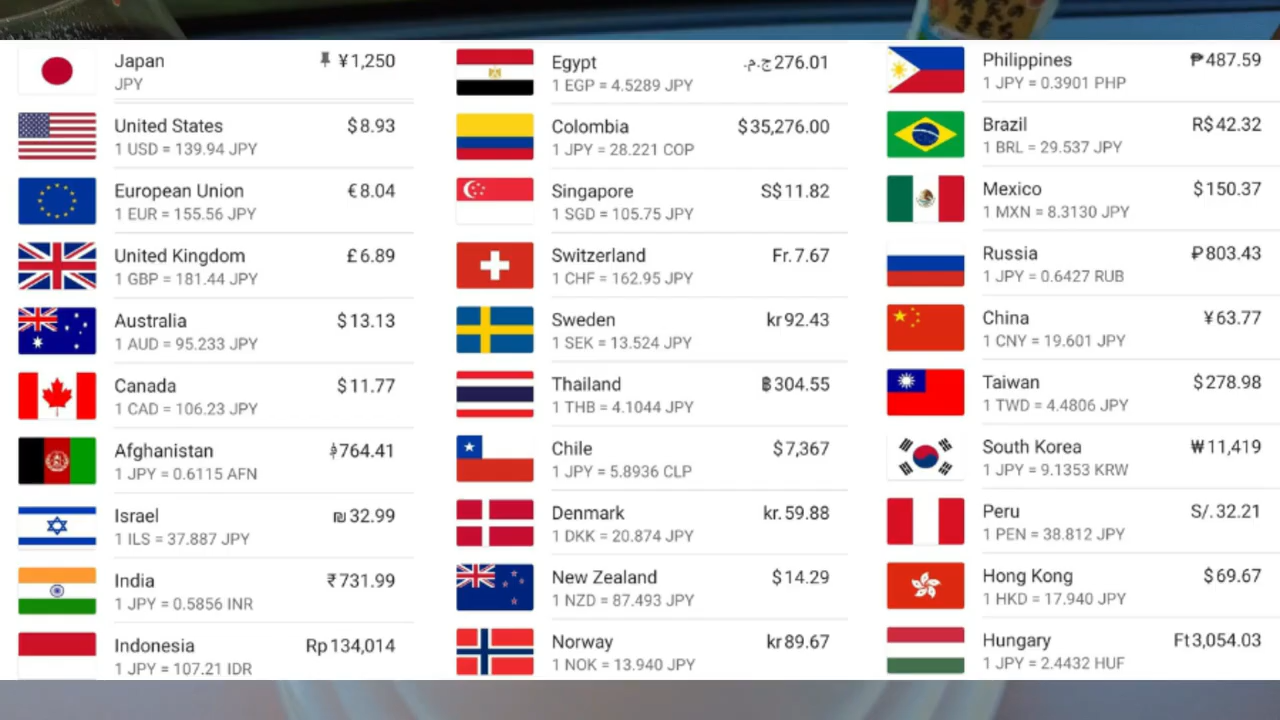 Japan ¥1,250
JPY
United States $8.93
1 USD = 139.94 JPY
European Union €8.04
1 EUR = 155.56 JPY
United Kingdom £6.89
1 GBP = 181.44 JPY
Australia $13.13
1 AUD = 95.233 JPY
Canada $11.77
1 CAD = 106.23 JPY
Afghanistan ؋764.41
1 JPY = 0.6115 AFN
Israel ₪32.99
1 ILS = 37.887 JPY
India ₹731.99
1 JPY = 0.5856 INR
Indonesia Rp134,014
1 JPY = 107.21 IDR
Egypt ج.م.276.01
1 EGP = 4.5289 JPY
Colombia $35,276.00
1 JPY = 28.221 COP
Singapore S$11.82
1 SGD = 105.75 JPY
Switzerland Fr.7.67
1 CHF = 162.95 JPY
Sweden kr92.43
1 SEK = 13.524 JPY
Thailand ฿304.55
1 THB = 4.1044 JPY
Chile $7,367
1 JPY = 5.8936 CLP
Denmark kr.59.88
1 DKK = 20.874 JPY
New Zealand $14.29
1 NZD = 87.493 JPY
Norway kr89.67
1 NOK = 13.940 JPY
Philippines ₱487.59
1 JPY = 0.3901 PHP
Brazil R$42.32
1 BRL = 29.537 JPY
Mexico $150.37
1 MXN = 8.3130 JPY
Russia ₽803.43
1 JPY = 0.6427 RUB
China ¥63.77
1 CNY = 19.601 JPY
Taiwan $278.98
1 TWD = 4.4806 JPY
South Korea ₩11,419
1 JPY = 9.1353 KRW
Peru S/.32.21
1 PEN = 38.812 JPY
Hong Kong $69.67
1 HKD = 17.940 JPY
Hungary Ft3,054.03
1 JPY = 2.4432 HUF